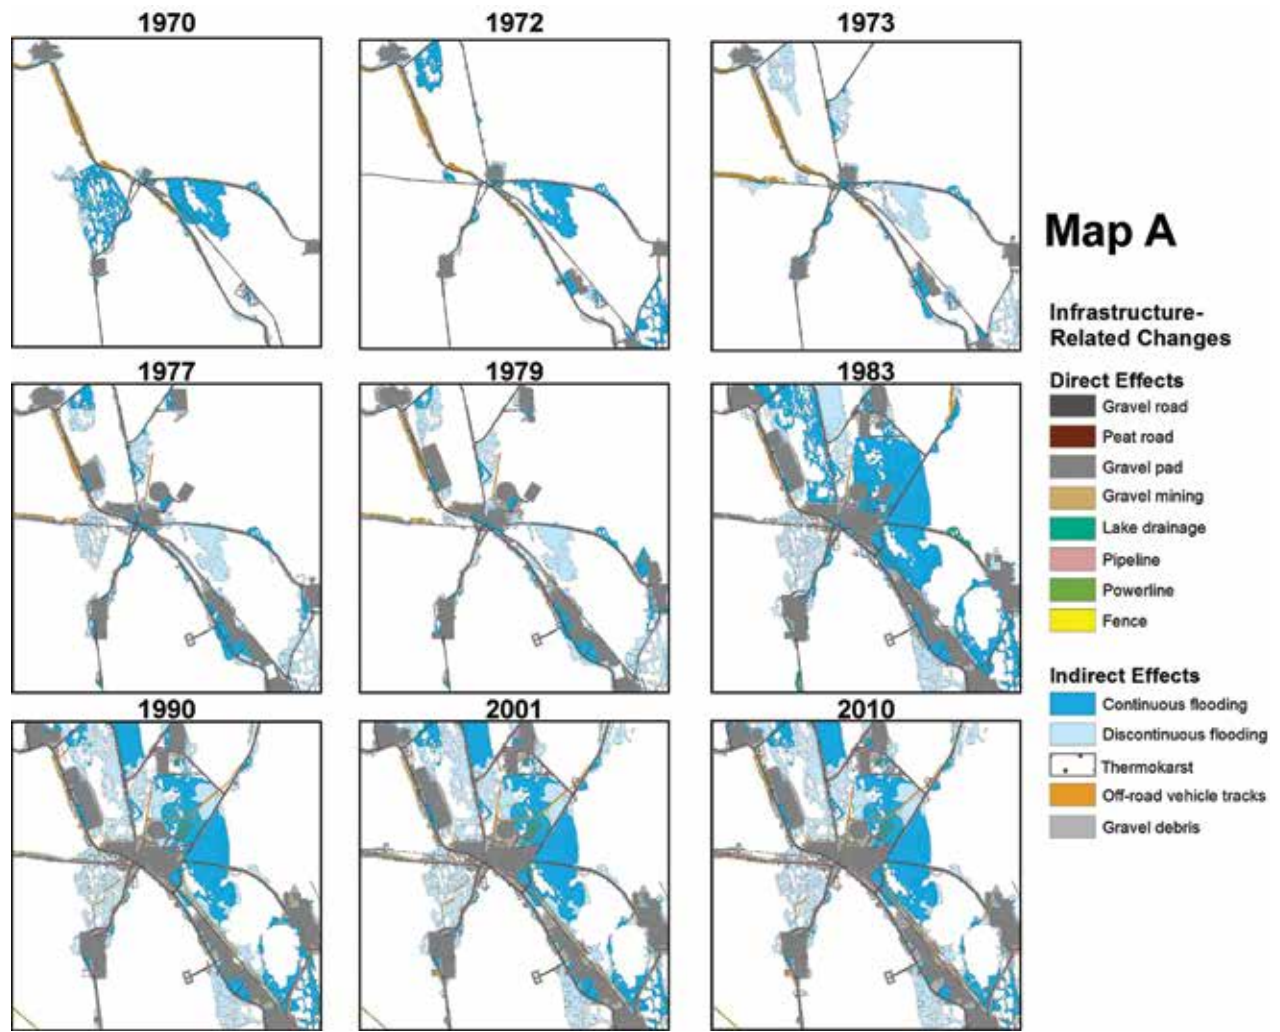 1970
1972
1973
Map A
Infrastructure-
Related Changes
Direct Effects
Gravel road
Peat road
Gravel pad
Gravel mining
Lake drainage
Pipeline
Powerline
Fence
Indirect Effects
Continuous flooding
Discontinuous flooding
Thermokarst
Off-road vehicle tracks
Gravel debris
1977
1979
1983
1990
2001
2010